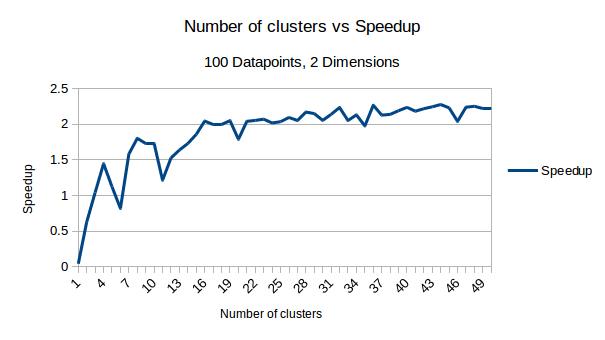 Number of clusters vs Speedup
100 Datapoints, 2 Dimensions
2.5
2
1.5
1
0.5
0
Speedup
Speedup
1 4 7 10 13 16 19 22 25 28 31 34 37 40 43 46 49
Number of clusters